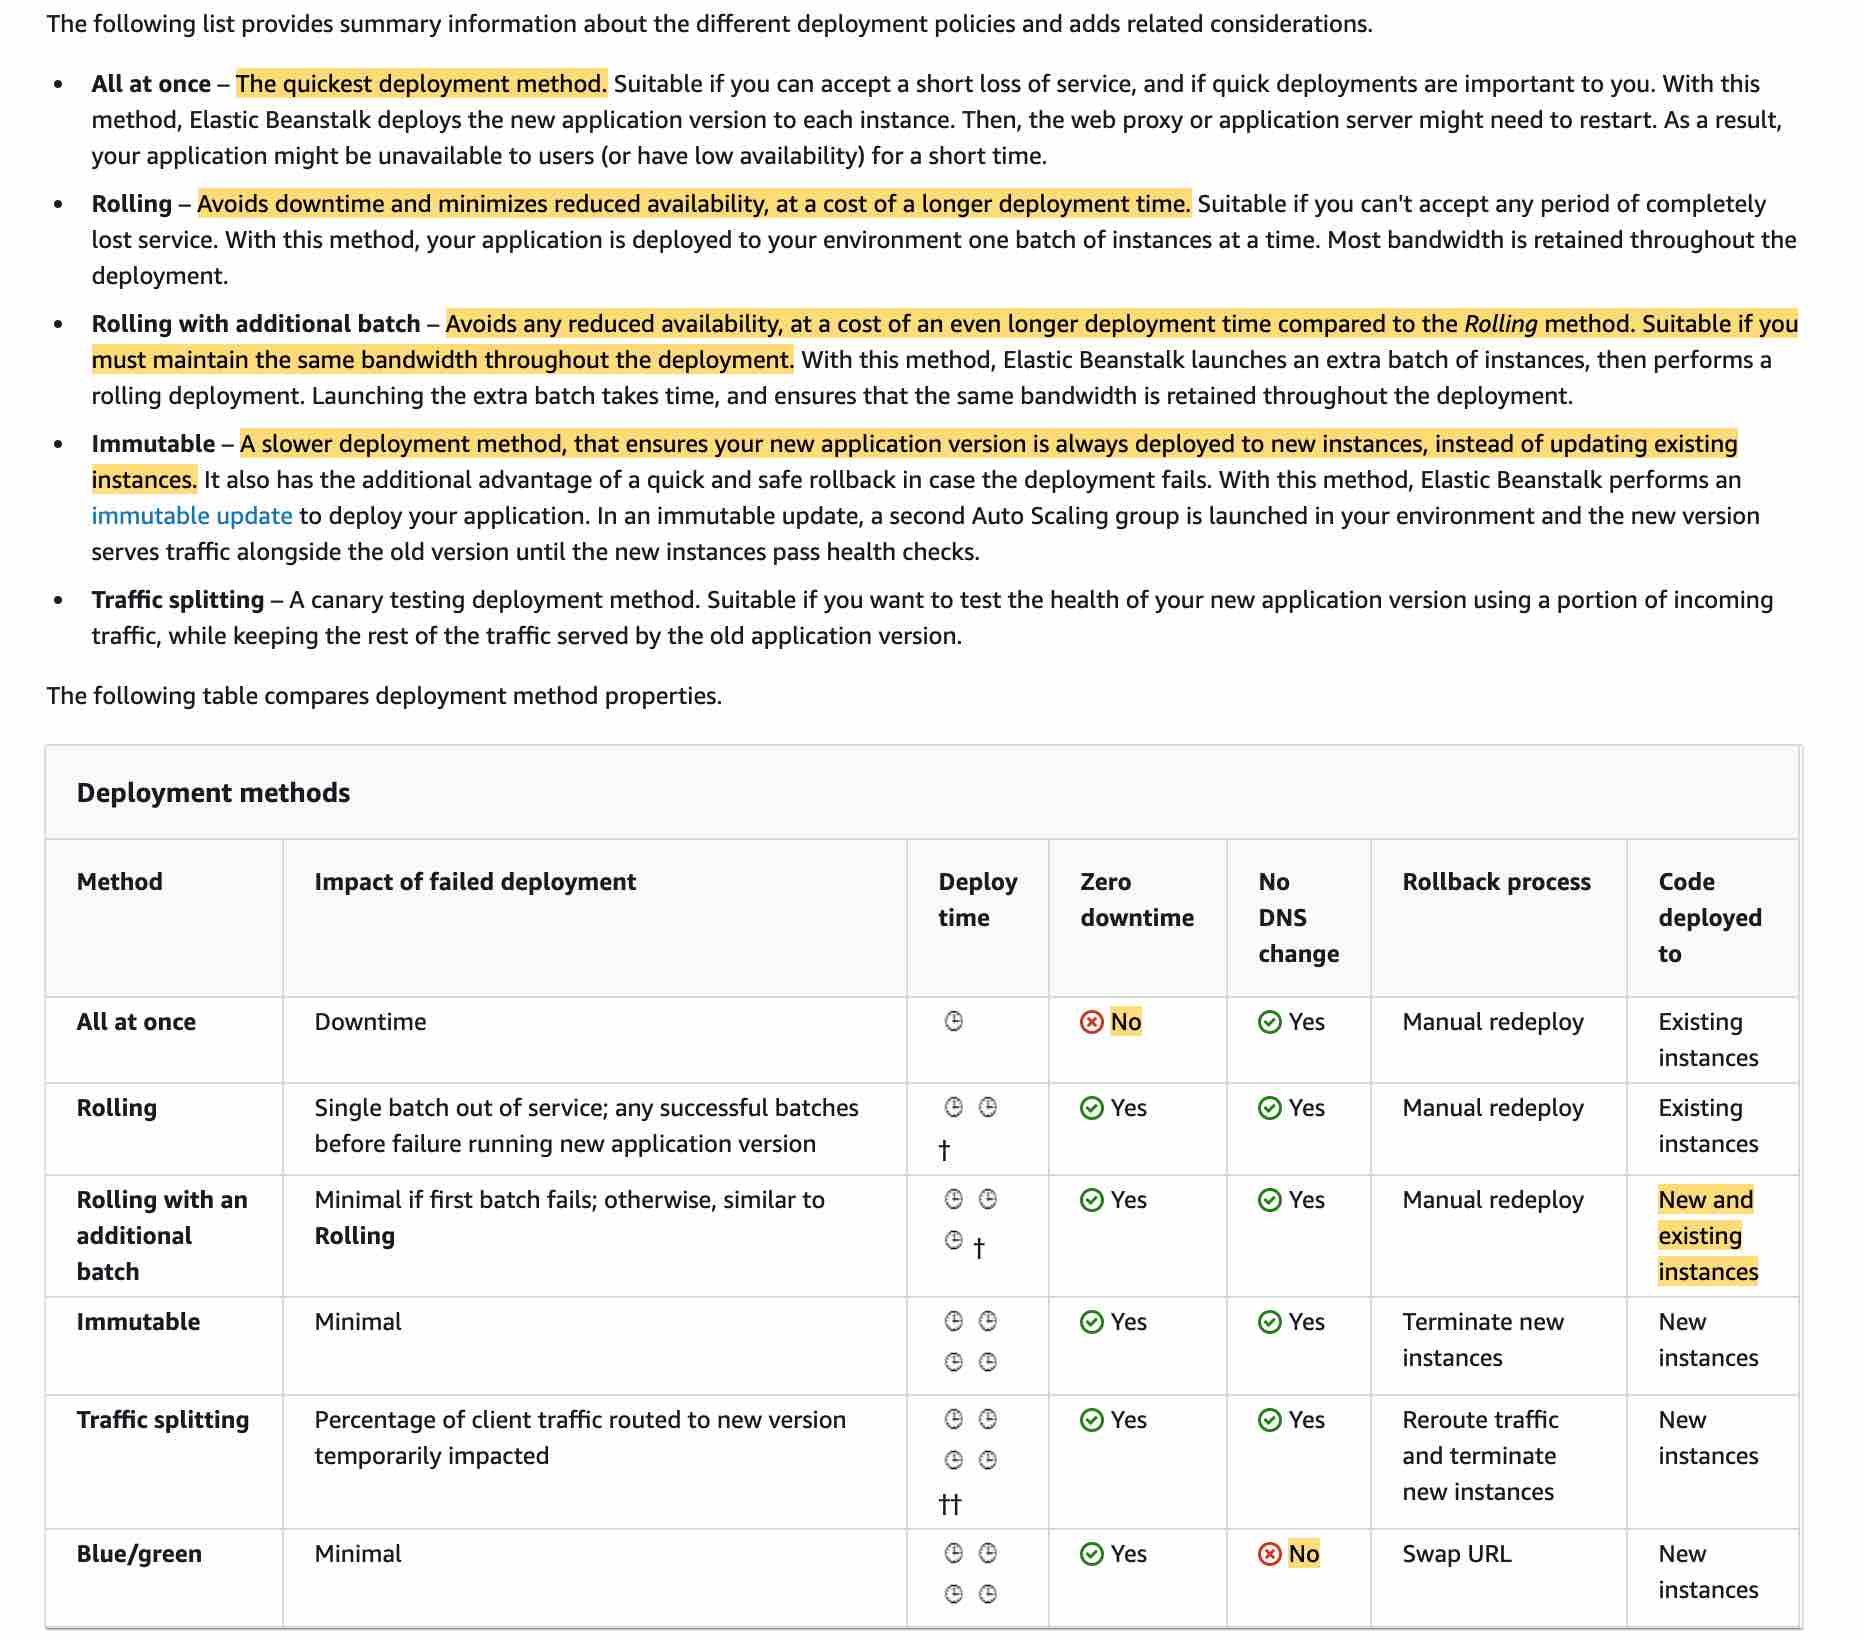 The following list provides summary information about the different deployment policies and adds related considerations.
• All at once – The quickest deployment method. Suitable if you can accept a short loss of service, and if quick deployments are important to you. With this
method, Elastic Beanstalk deploys the new application version to each instance. Then, the web proxy or application server might need to restart. As a result,
your application might be unavailable to users (or have low availability) for a short time.
• Rolling – Avoids downtime and minimizes reduced availability, at a cost of a longer deployment time. Suitable if you can't accept any period of completely
lost service. With this method, your application is deployed to your environment one batch of instances at a time. Most bandwidth is retained throughout the
deployment.
• Rolling with additional batch – Avoids any reduced availability, at a cost of an even longer deployment time compared to the Rolling method. Suitable if you
must maintain the same bandwidth throughout the deployment. With this method, Elastic Beanstalk launches an extra batch of instances, then performs a
rolling deployment. Launching the extra batch takes time, and ensures that the same bandwidth is retained throughout the deployment.
• Immutable – A slower deployment method, that ensures your new application version is always deployed to new instances, instead of updating existing
instances. It also has the additional advantage of a quick and safe rollback in case the deployment fails. With this method, Elastic Beanstalk performs an
immutable update to deploy your application. In an immutable update, a second Auto Scaling group is launched in your environment and the new version
serves traffic alongside the old version until the new instances pass health checks.
• Traffic splitting – A canary testing deployment method. Suitable if you want to test the health of your new application version using a portion of incoming
traffic, while keeping the rest of the traffic served by the old application version.
The following table compares deployment method properties.
Deployment methods
Method
Impact of failed deployment
Deploy
time
Zero
downtime
No
DNS
change
Rollback process
Code
deployed
to
All at once
Downtime
No
Yes
Manual redeploy
Existing
instances
Rolling
Single batch out of service; any successful batches
before failure running new application version
†
Yes
Yes
Manual redeploy
Existing
instances
Rolling with an
additional
batch
Minimal if first batch fails; otherwise, similar to
Rolling
†
Yes
Yes
Manual redeploy
New and
existing
instances
Immutable
Minimal
Yes
Yes
Terminate new
instances
New
instances
Traffic splitting
Percentage of client traffic routed to new version
temporarily impacted
††
Yes
Yes
Reroute traffic
and terminate
new instances
New
instances
Blue/green
Minimal
Yes
No
Swap URL
New
instances